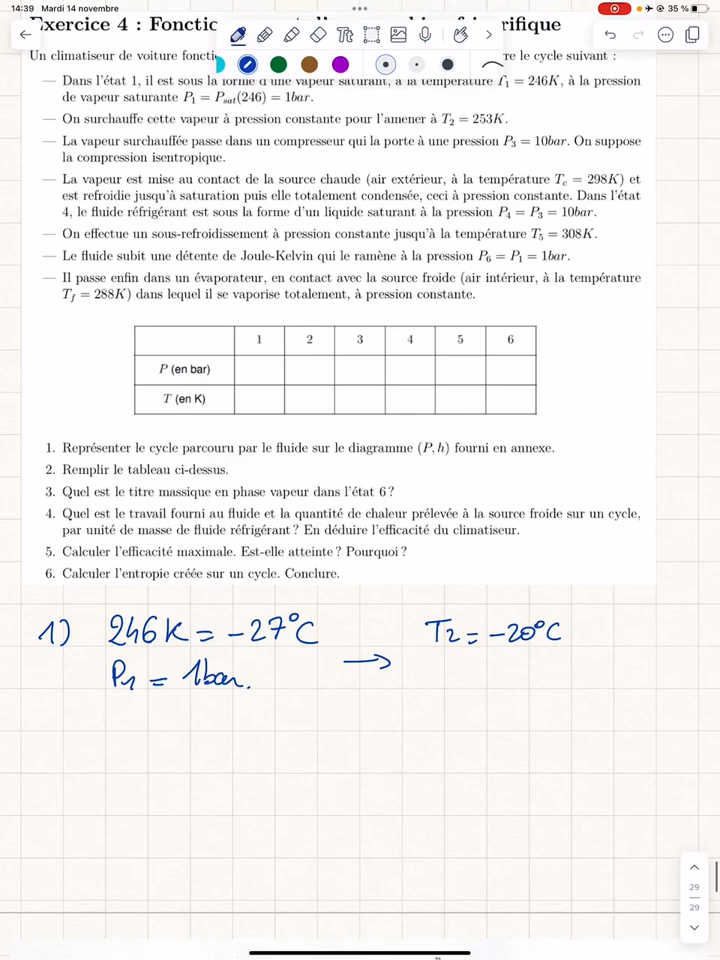 14:39 Mardi 14 novembre
35 %
Exercice 4 : Fonctio
rifique
Un climatiseur de voiture foncti
re le cycle suivant :
— Dans l'état 1, il est sous la forme d'une vapeur saturant, à la température T₁ = 246K, à la pression
de vapeur saturante P₁ = Psat(246) = 1bar.
— On surchauffe cette vapeur à pression constante pour l'amener à T₂ = 253K.
— La vapeur surchauffée passe dans un compresseur qui la porte à une pression P₃ = 10bar. On suppose
la compression isentropique.
— La vapeur est mise au contact de la source chaude (air extérieur, à la température Tc = 298K) et
est refroidie jusqu'à saturation puis elle totalement condensée, ceci à pression constante. Dans l'état
4, le fluide réfrigérant est sous la forme d'un liquide saturant à la pression P₄ = P₃ = 10bar.
— On effectue un sous-refroidissement à pression constante jusqu'à la température T₅ = 308K.
— Le fluide subit une détente de Joule-Kelvin qui le ramène à la pression P₆ = P₁ = 1bar.
— Il passe enfin dans un évaporateur, en contact avec la source froide (air intérieur, à la température
Tf = 288K) dans lequel il se vaporise totalement, à pression constante.
1 2 3 4 5 6
P (en bar)
T (en K)
1. Représenter le cycle parcouru par le fluide sur le diagramme (P, h) fourni en annexe.
2. Remplir le tableau ci-dessus.
3. Quel est le titre massique en phase vapeur dans l'état 6 ?
4. Quel est le travail fourni au fluide et la quantité de chaleur prélevée à la source froide sur un cycle,
par unité de masse de fluide réfrigérant ? En déduire l'efficacité du climatiseur.
5. Calculer l'efficacité maximale. Est-elle atteinte ? Pourquoi ?
6. Calculer l'entropie créée sur un cycle. Conclure.
1) 246K = -27°C T₂ = -20°C
P₁ = 1bar. →
29
29